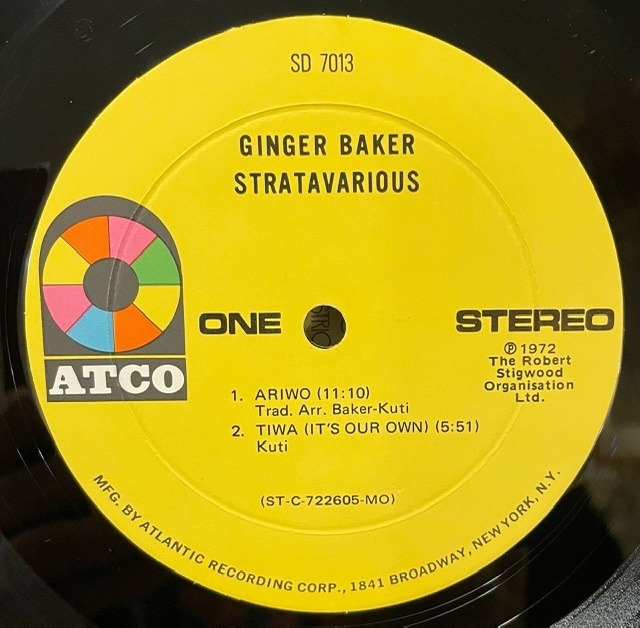 SD 7013
GINGER BAKER
STRATAVARIOUS
ATCO
ONE
STEREO
℗ 1972
The Robert
Stigwood
Organisation
Ltd.
1. ARIWO (11:10)
Trad. Arr. Baker-Kuti
2. TIWA (IT'S OUR OWN) (5:51)
Kuti
(ST-C-722605-MO)
MFG. BY ATLANTIC RECORDING CORP., 1841 BROADWAY, NEW YORK, N.Y.